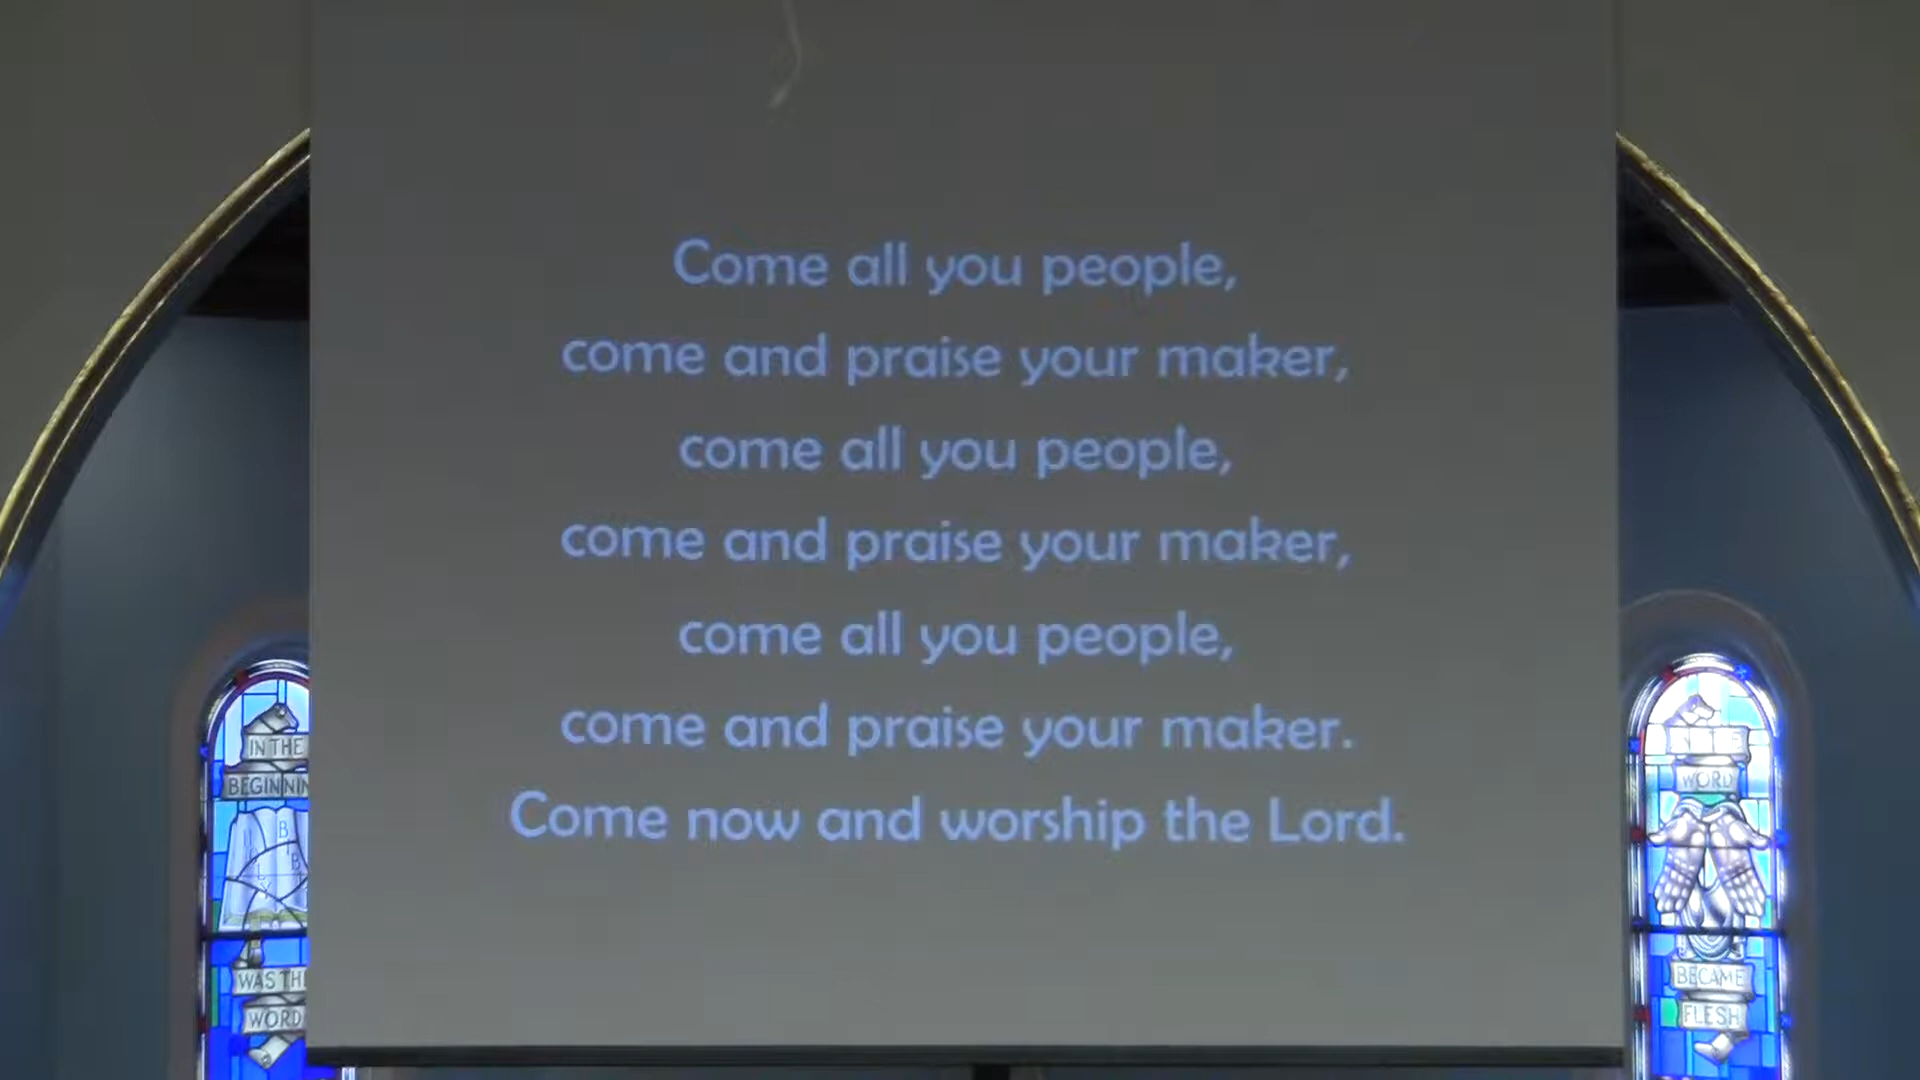 Come all you people,
come and praise your maker,
come all you people,
come and praise your maker,
come all you people,
come and praise your maker.
Come now and worship the Lord.
IN THE
BEGINNIN
WAS TH
WORD
WORD
BECAME
FLESH